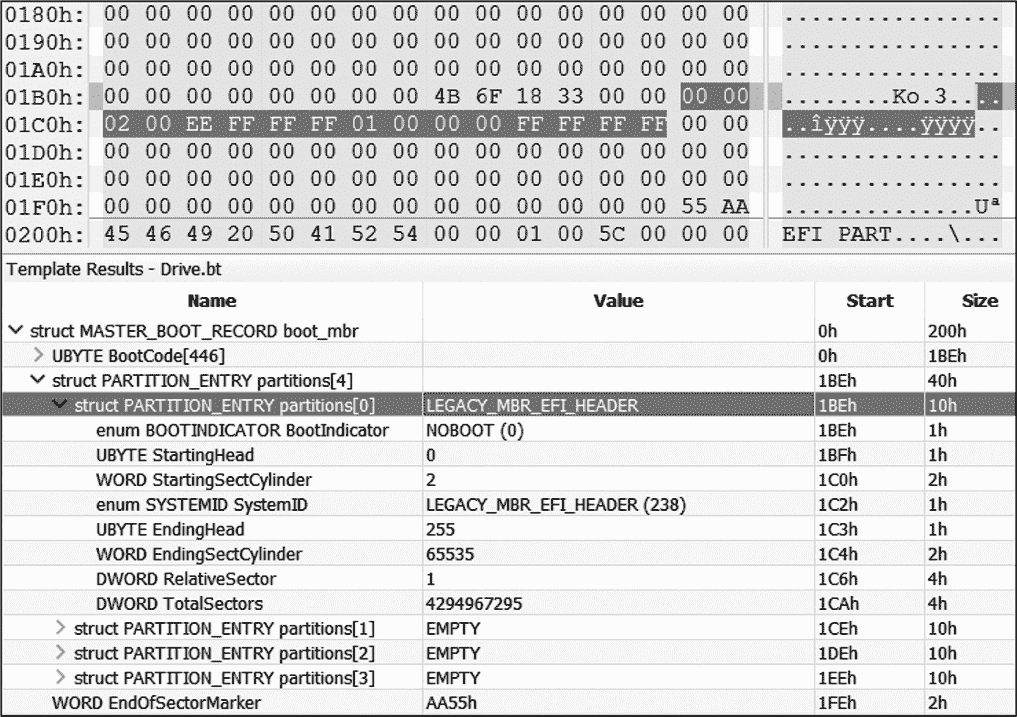 0180h: 00 00 00 00 00 00 00 00 00 00 00 00 00 00 00 00 ................
0190h: 00 00 00 00 00 00 00 00 00 00 00 00 00 00 00 00 ................
01A0h: 00 00 00 00 00 00 00 00 00 00 00 00 00 00 00 00 ................
01B0h: 00 00 00 00 00 00 00 00 4B 6F 18 33 00 00 00 00 ........Ko.3....
01C0h: 02 00 EE FF FF FF 01 00 00 00 FF FF FF FF 00 00 ..îÿÿÿ....ÿÿÿÿ..
01D0h: 00 00 00 00 00 00 00 00 00 00 00 00 00 00 00 00 ................
01E0h: 00 00 00 00 00 00 00 00 00 00 00 00 00 00 00 00 ................
01F0h: 00 00 00 00 00 00 00 00 00 00 00 00 00 00 55 AA ..............Uª
0200h: 45 46 49 20 50 41 52 54 00 00 01 00 5C 00 00 00 EFI PART....\...
Template Results - Drive.bt
Name Value Start Size
struct MASTER_BOOT_RECORD boot_mbr 0h 200h
UBYTE BootCode[446] 0h 1BEh
struct PARTITION_ENTRY partitions[4] 1BEh 40h
struct PARTITION_ENTRY partitions[0] LEGACY_MBR_EFI_HEADER 1BEh 10h
enum BOOTINDICATOR BootIndicator NOBOOT (0) 1BEh 1h
UBYTE StartingHead 0 1BFh 1h
WORD StartingSectCylinder 2 1C0h 2h
enum SYSTEMID SystemID LEGACY_MBR_EFI_HEADER (238) 1C2h 1h
UBYTE EndingHead 255 1C3h 1h
WORD EndingSectCylinder 65535 1C4h 2h
DWORD RelativeSector 1 1C6h 4h
DWORD TotalSectors 4294967295 1CAh 4h
struct PARTITION_ENTRY partitions[1] EMPTY 1CEh 10h
struct PARTITION_ENTRY partitions[2] EMPTY 1DEh 10h
struct PARTITION_ENTRY partitions[3] EMPTY 1EEh 10h
WORD EndOfSectorMarker AA55h 1FEh 2h